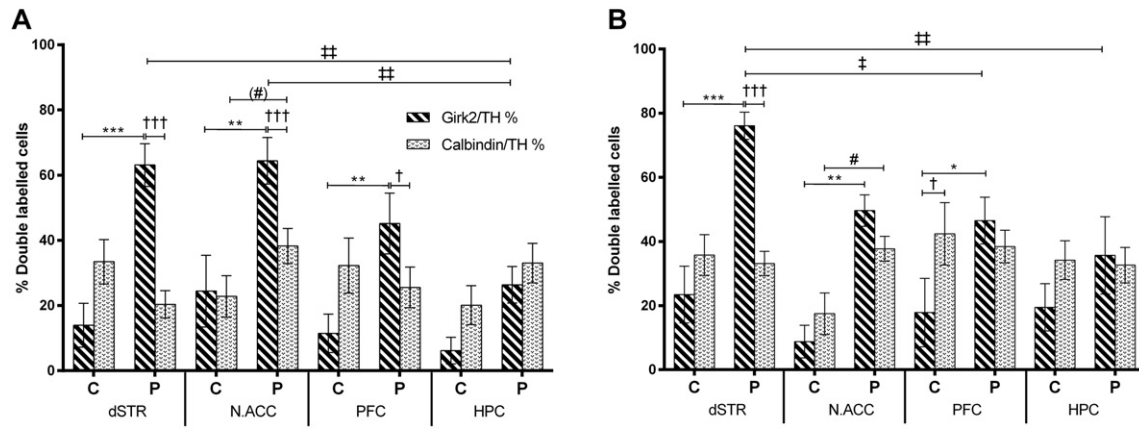 A
% Double labelled cells
100
80
60
40
20
0
‡‡
‡‡
(#)
*** ††† ** ††† ** †
Girk2/TH %
Calbindin/TH %
C P C P C P C P
dSTR N.ACC PFC HPC
B
% Double labelled cells
100
80
60
40
20
0
‡‡
‡
*** ††† # ** * †
C P C P C P C P
dSTR N.ACC PFC HPC